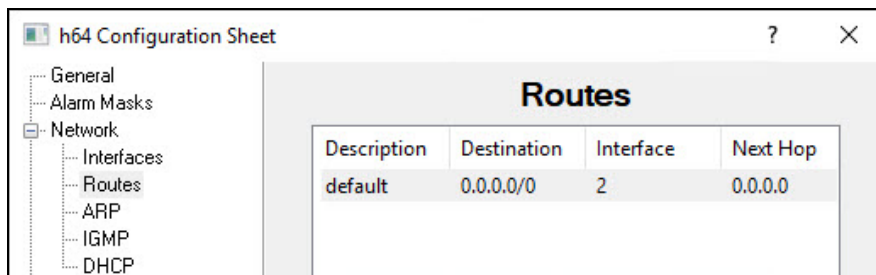 h64 Configuration Sheet ? ×
General
Alarm Masks
Network
Interfaces
Routes
ARP
IGMP
DHCP
Routes
Description Destination Interface Next Hop
default 0.0.0.0/0 2 0.0.0.0